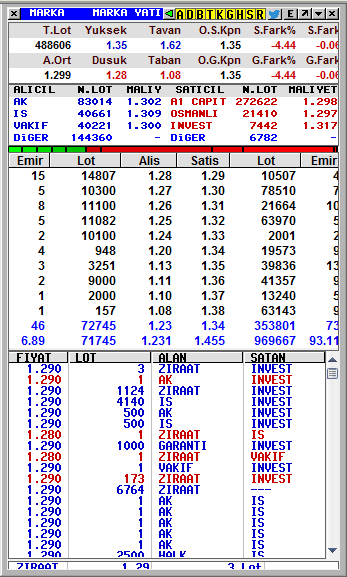 MARKA MARKA YATI A D B T K G H S R E
T.Lot Yuksek Tavan O.S.Kpn S.Fark% S.Fark
488606 1.35 1.62 1.35 -4.44 -0.06
A.Ort Dusuk Taban O.G.Kpn G.Fark% G.Fark
1.299 1.28 1.08 1.35 -4.44 -0.06
ALICIL N.LOT MALIY SATICIL N.LOT MALIYET
AK 83014 1.302 A1 CAPIT 272622 1.298
IS 40661 1.309 OSMANLI 21410 1.297
VAKIF 40221 1.300 INVEST 7442 1.317
DiGER 144360 - DiGER 6782 -
Emir Lot Alis Satis Lot Emir
15 14807 1.28 1.29 10507 4
5 10300 1.27 1.30 78510 7
8 11100 1.26 1.31 21664 10
5 11082 1.25 1.32 63970 5
2 10100 1.24 1.33 2001 2
4 948 1.20 1.34 19573 9
3 3251 1.13 1.35 39836 13
2 9000 1.11 1.36 41357 9
1 2000 1.10 1.37 13240 5
1 157 1.08 1.38 63143 9
46 72745 1.23 1.34 353801 73
6.89 71745 1.231 1.455 969667 93.11
FIYAT LOT ALAN SATAN
1.290 3 ZIRAAT INVEST
1.290 1 AK INVEST
1.290 1124 ZIRAAT INVEST
1.290 4140 IS INVEST
1.290 500 AK INVEST
1.290 500 IS INVEST
1.280 1 ZIRAAT IS
1.290 1000 GARANTI INVEST
1.280 1 ZIRAAT VAKIF
1.290 1 VAKIF INVEST
1.290 173 ZIRAAT INVEST
1.290 6764 ZIRAAT ---
1.290 1 AK IS
1.290 1 AK IS
1.290 1 AK IS
1.290 1 AK IS
1.290 1 AK IS
1.290 2500 HALK IS
ZIRAAT 1.29 3 Lot